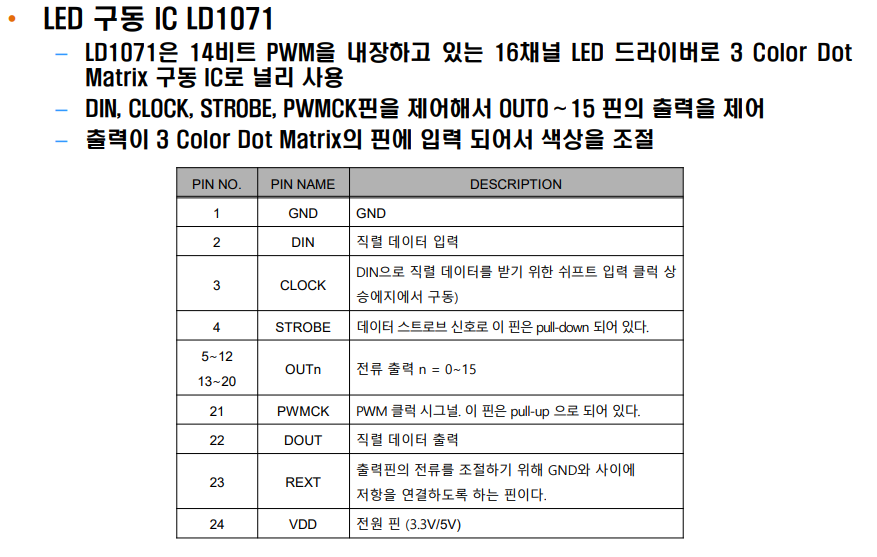 • LED 구동 IC LD1071
– LD1071은 14비트 PWM을 내장하고 있는 16채널 LED 드라이버로 3 Color Dot
Matrix 구동 IC로 널리 사용
– DIN, CLOCK, STROBE, PWMCK핀을 제어해서 OUT0~15 핀의 출력을 제어
– 출력이 3 Color Dot Matrix의 핀에 입력 되어서 색상을 조절
PIN NO. PIN NAME DESCRIPTION
1 GND GND
2 DIN 직렬 데이터 입력
3 CLOCK DIN으로 직렬 데이터를 받기 위한 쉬프트 입력 클럭 상
승에지에서 구동)
4 STROBE 데이터 스트로브 신호로 이 핀은 pull-down 되어 있다.
5~12
13~20 OUTn 전류 출력 n = 0~15
21 PWMCK PWM 클럭 시그널. 이 핀은 pull-up 으로 되어 있다.
22 DOUT 직렬 데이터 출력
23 REXT 출력핀의 전류를 조절하기 위해 GND와 사이에
저항을 연결하도록 하는 핀이다.
24 VDD 전원 핀 (3.3V/5V)